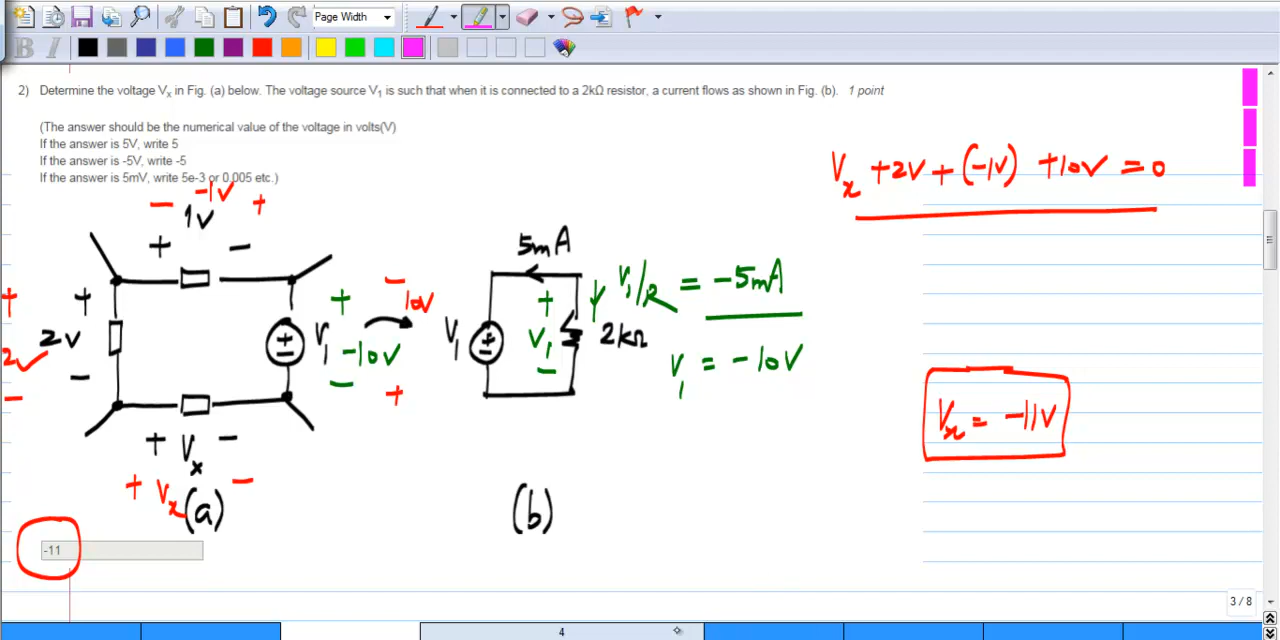 Page Width
B I
2) Determine the voltage Vx in Fig. (a) below. The voltage source V1 is such that when it is connected to a 2kΩ resistor, a current flows as shown in Fig. (b). 1 point
(The answer should be the numerical value of the voltage in volts(V)
If the answer is 5V, write 5
If the answer is -5V, write -5
If the answer is 5mV, write 5e-3 or 0.005 etc.)
Vx + 2V + (-1V) + 10V = 0
- -1V +
1V
+ -
5mA
V1/R = -5mA
+ + + - +
2V 2V V1 -10V 10V V1 V1 2kΩ
- - - + -
V1 = -10V
Vx = -11V
+ Vx -
+ Vx -
(a) (b)
-11
3 / 8
4